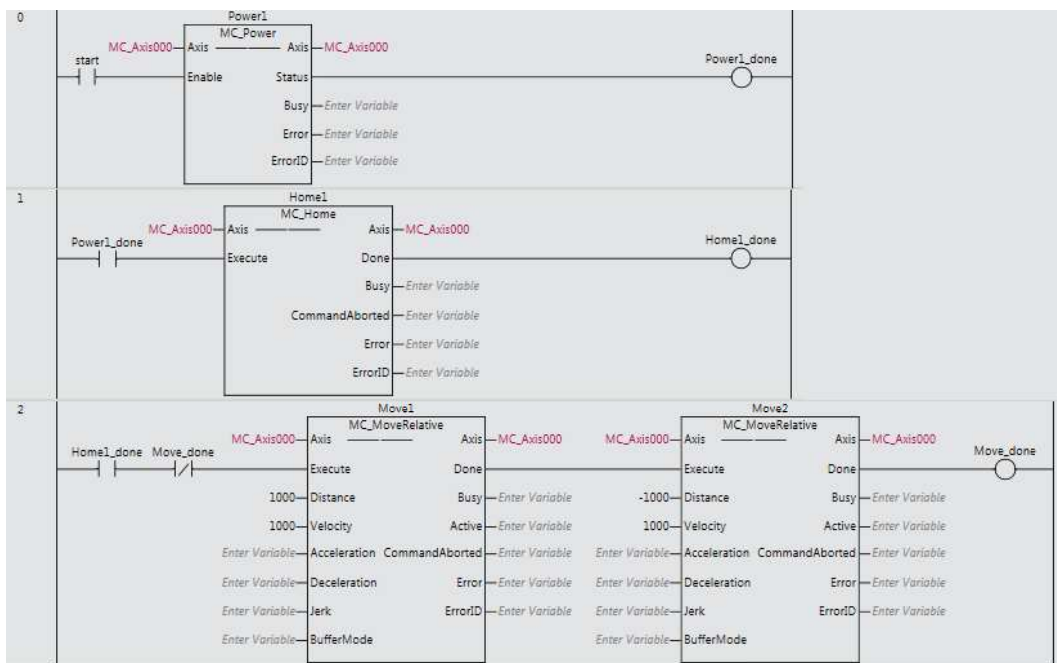 0
Power1
MC_Power
MC_Axis000 Axis Axis MC_Axis000
start
Power1_done
Enable Status
Busy Enter Variable
Error Enter Variable
ErrorID Enter Variable
1
Home1
MC_Home
MC_Axis000 Axis Axis MC_Axis000
Power1_done
Home1_done
Execute Done
Busy Enter Variable
CommandAborted Enter Variable
Error Enter Variable
ErrorID Enter Variable
2
Move1 Move2
MC_MoveRelative MC_MoveRelative
MC_Axis000 Axis Axis MC_Axis000 MC_Axis000 Axis Axis MC_Axis000
Home1_done Move_done Move_done
Execute Done Execute Done
1000 Distance Busy Enter Variable -1000 Distance Busy Enter Variable
1000 Velocity Active Enter Variable 1000 Velocity Active Enter Variable
Enter Variable Acceleration CommandAborted Enter Variable Enter Variable Acceleration CommandAborted Enter Variable
Enter Variable Deceleration Error Enter Variable Enter Variable Deceleration Error Enter Variable
Enter Variable Jerk ErrorID Enter Variable Enter Variable Jerk ErrorID Enter Variable
Enter Variable BufferMode Enter Variable BufferMode